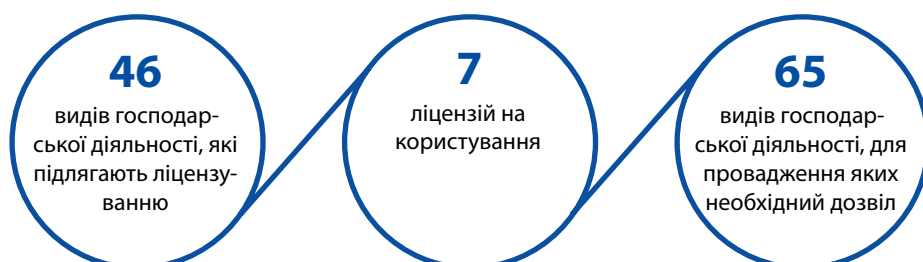 46
видів господар-
ської діяльності, які
підлягають ліцензу-
ванню
7
ліцензій на
користування
65
видів господар-
ської діяльності, для
провадження яких
необхідний дозвіл